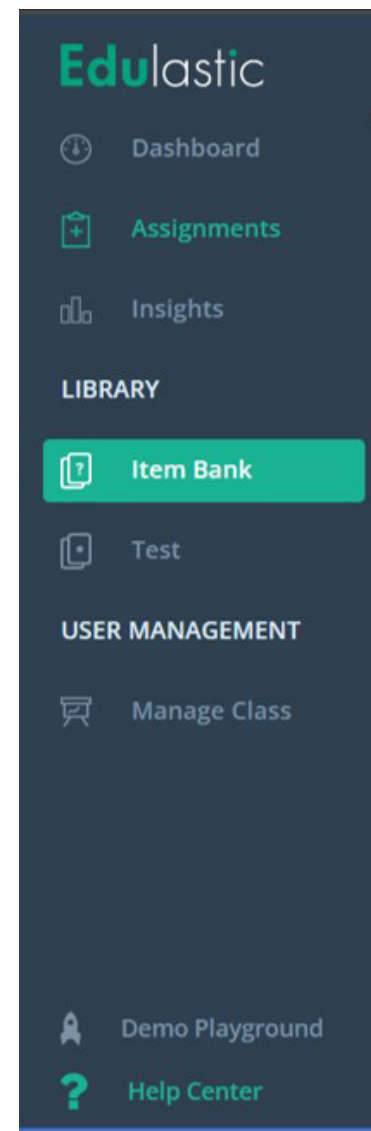 Edulastic
Dashboard
Assignments
Insights
LIBRARY
Item Bank
Test
USER MANAGEMENT
Manage Class
Demo Playground
Help Center